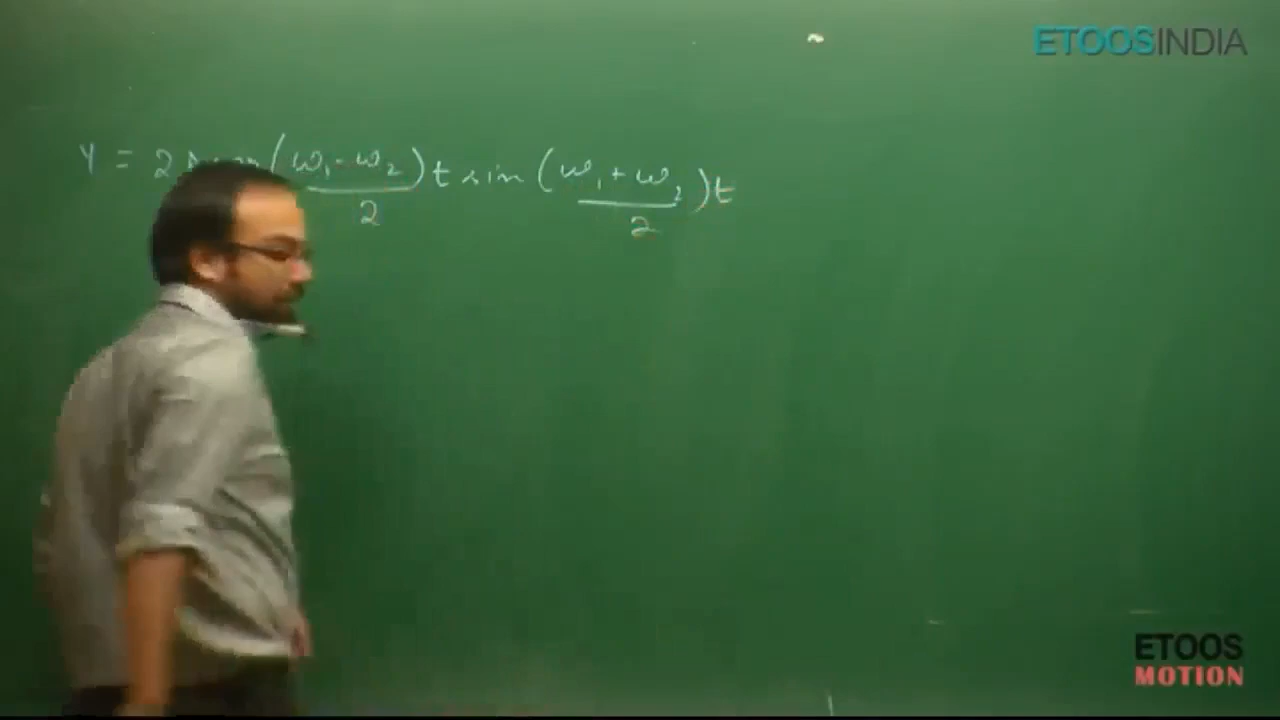 ETOOSINDIA
Y = 2 (ω₁ - ω₂)/2 t sin (ω₁ + ω₂)/2 t
ETOOS
MOTION